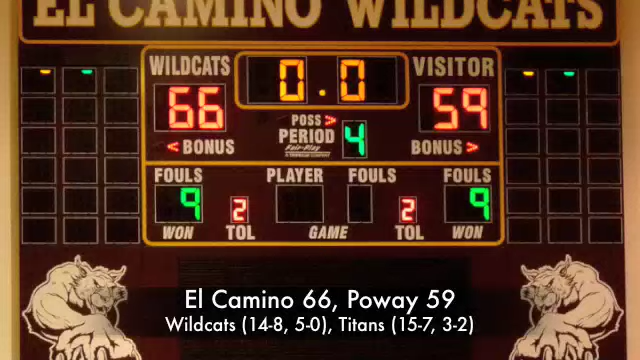 EL CAMINO WILDCATS
WILDCATS 0.0 VISITOR
66 POSS > 59
PERIOD 4
Fair-Play
< BONUS BONUS >
FOULS PLAYER FOULS FOULS
9 2 2 9
WON TOL GAME TOL WON
El Camino 66, Poway 59
Wildcats (14-8, 5-0), Titans (15-7, 3-2)